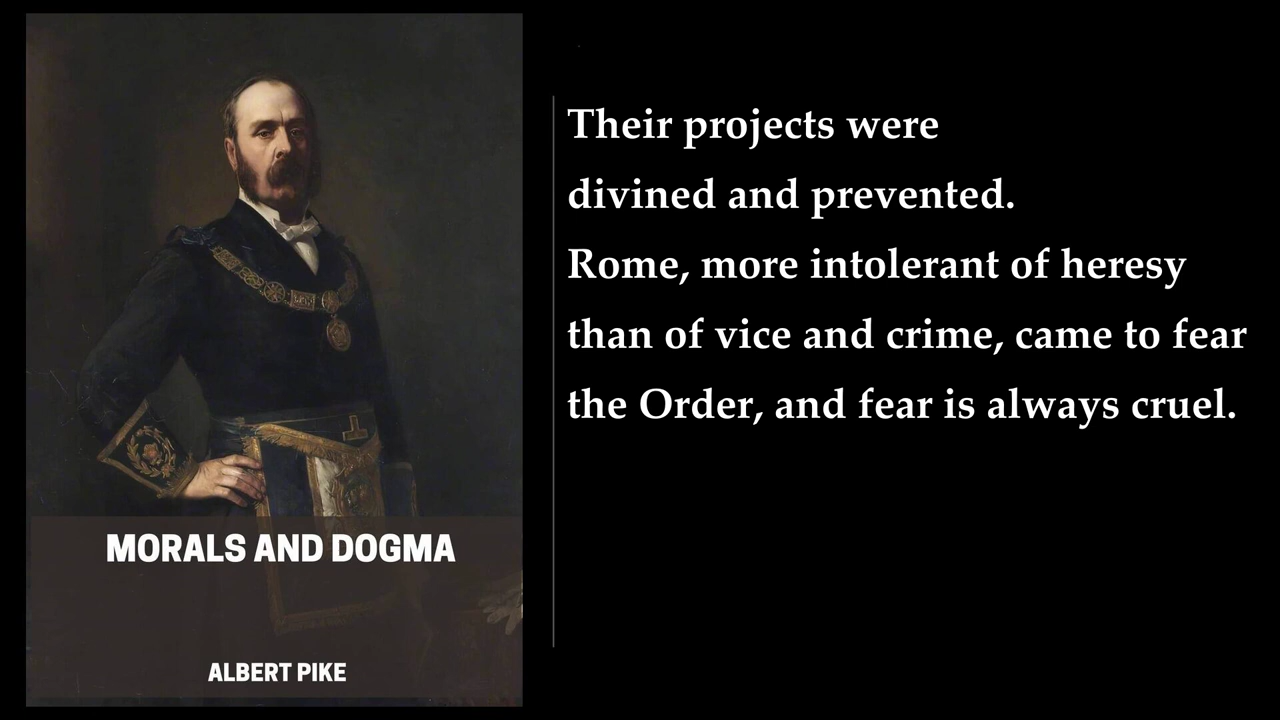 MORALS AND DOGMA
ALBERT PIKE
Their projects were
divined and prevented.
Rome, more intolerant of heresy
than of vice and crime, came to fear
the Order, and fear is always cruel.